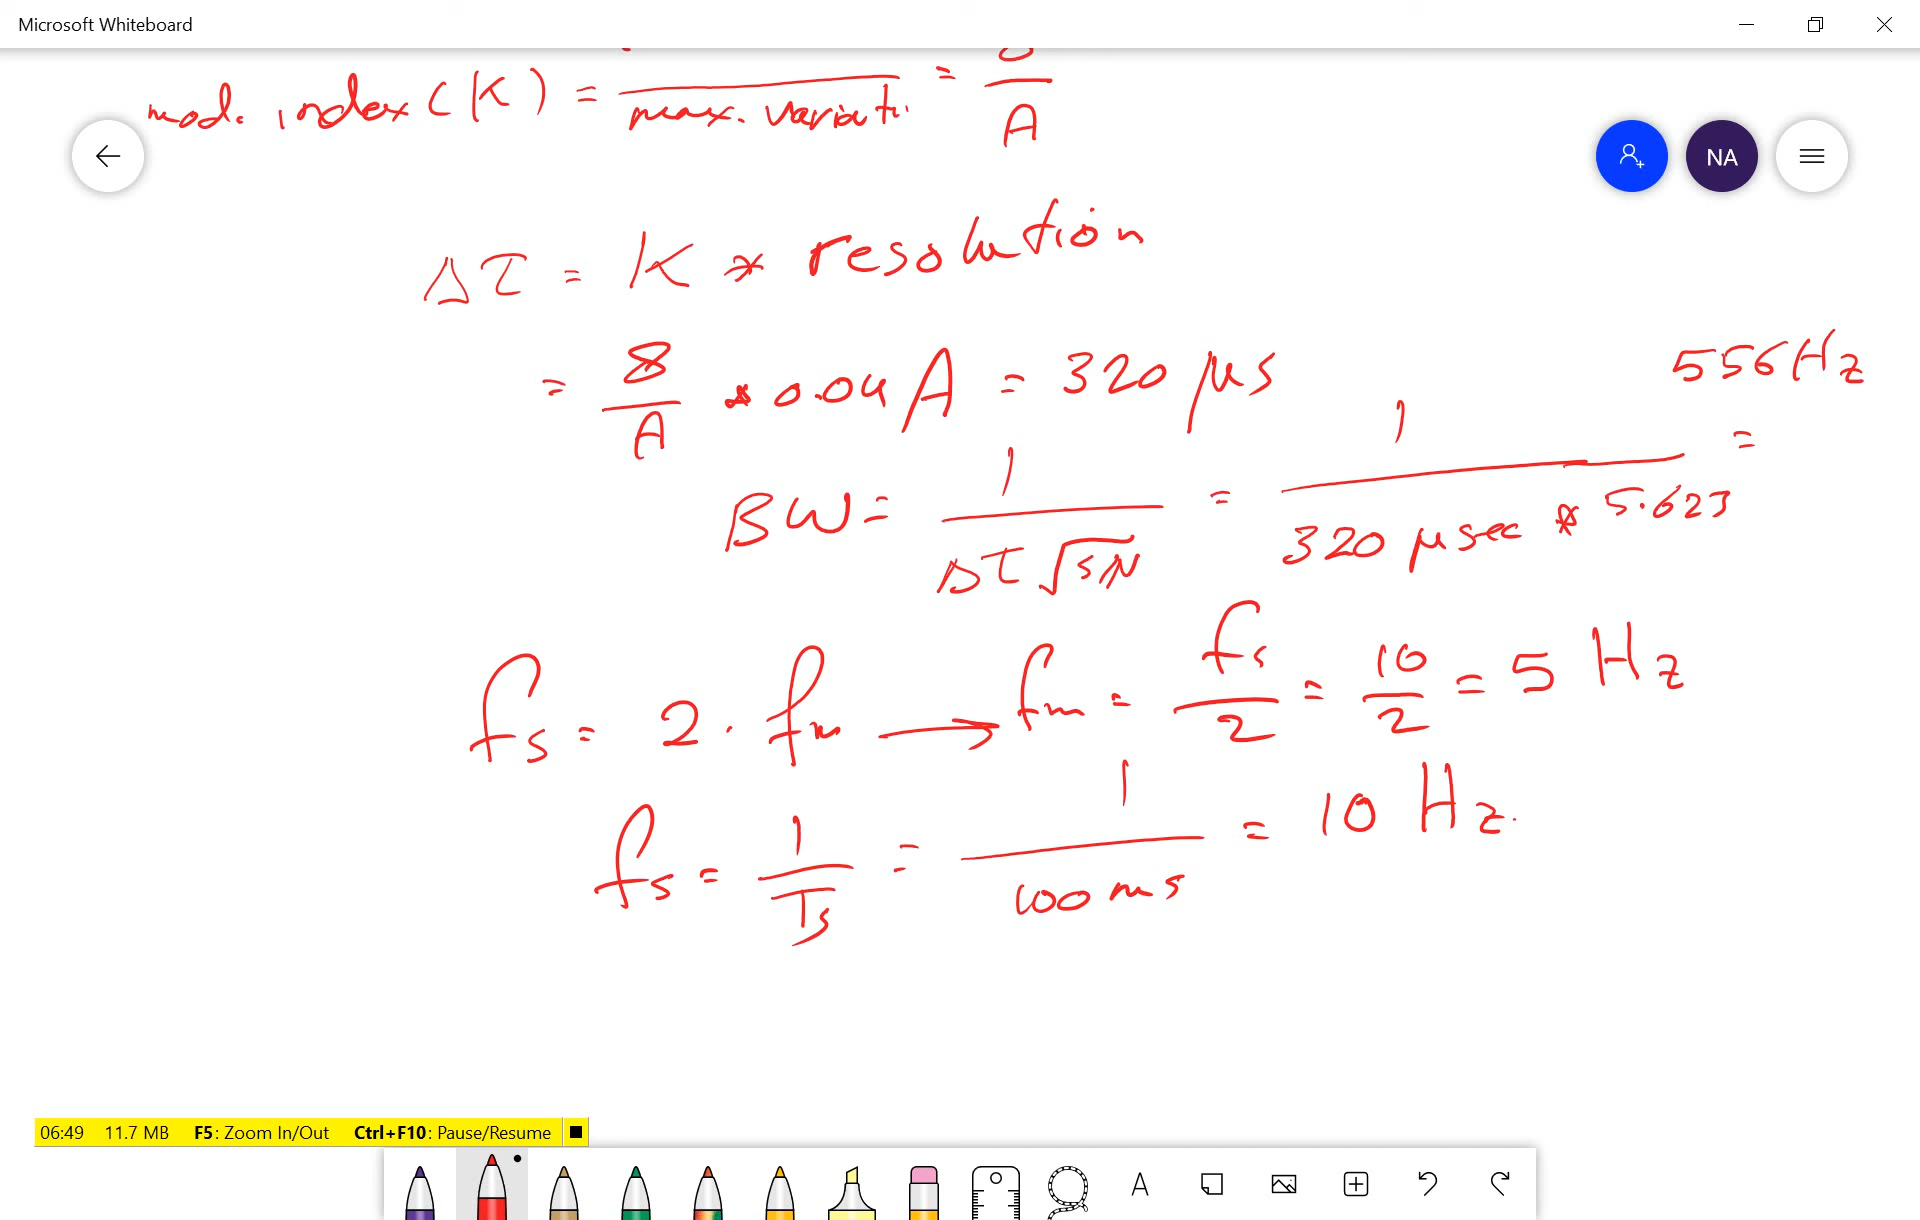 Microsoft Whiteboard
mod. index (K) = / max. variati. = 8 / A
NA
Δτ = K * resolution
= 8/A * 0.04 A = 320 μs
BW = 1 / Δτ √SN = 1 / 320 μsec * 5.623 = 556 Hz
fs = 2 . fm → fm = fs/2 = 10/2 = 5 Hz
fs = 1/Ts = 1 / 100 ms = 10 Hz.
06:49 11.7 MB F5: Zoom In/Out Ctrl+F10: Pause/Resume
A